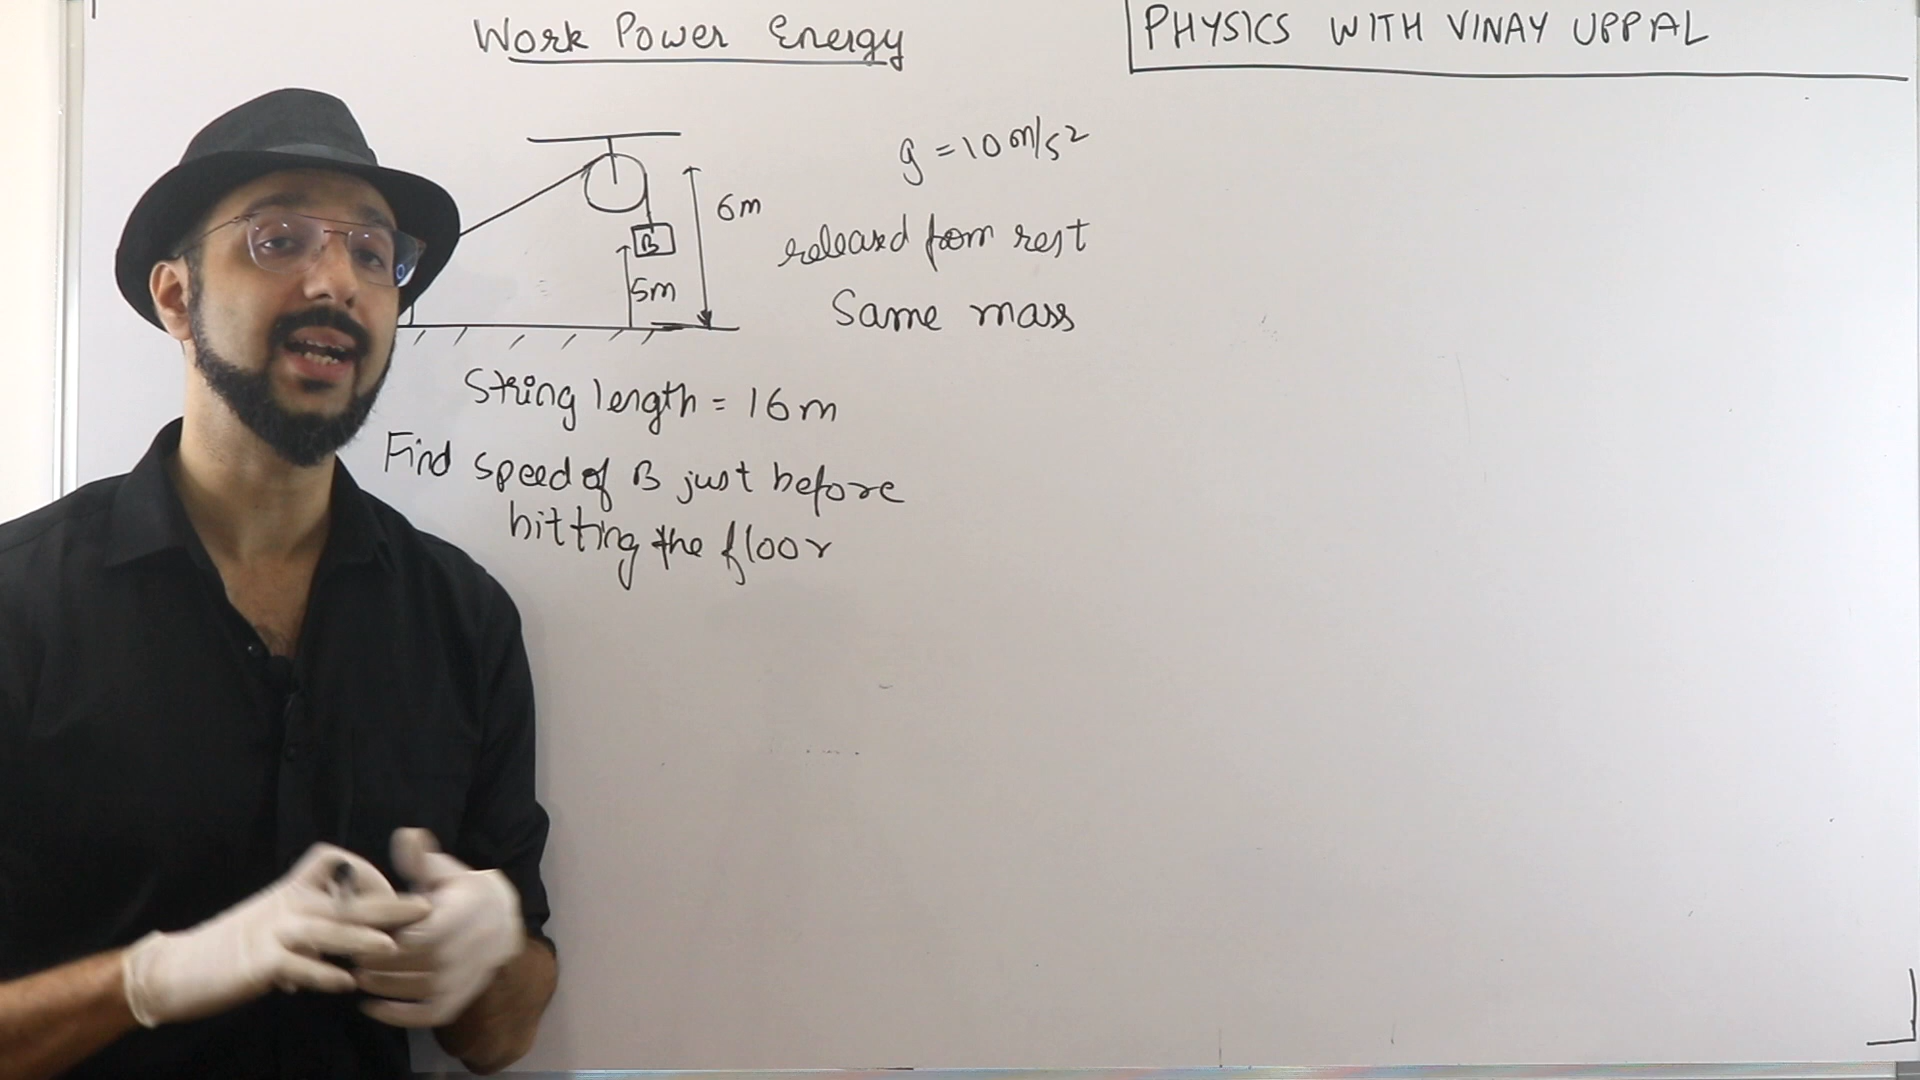 Work Power Energy
PHYSICS WITH VINAY UPPAL
g = 10 m/s²
6m
B
5m
released from rest
Same mass
String length = 16m
Find speed of B just before
hitting the floor